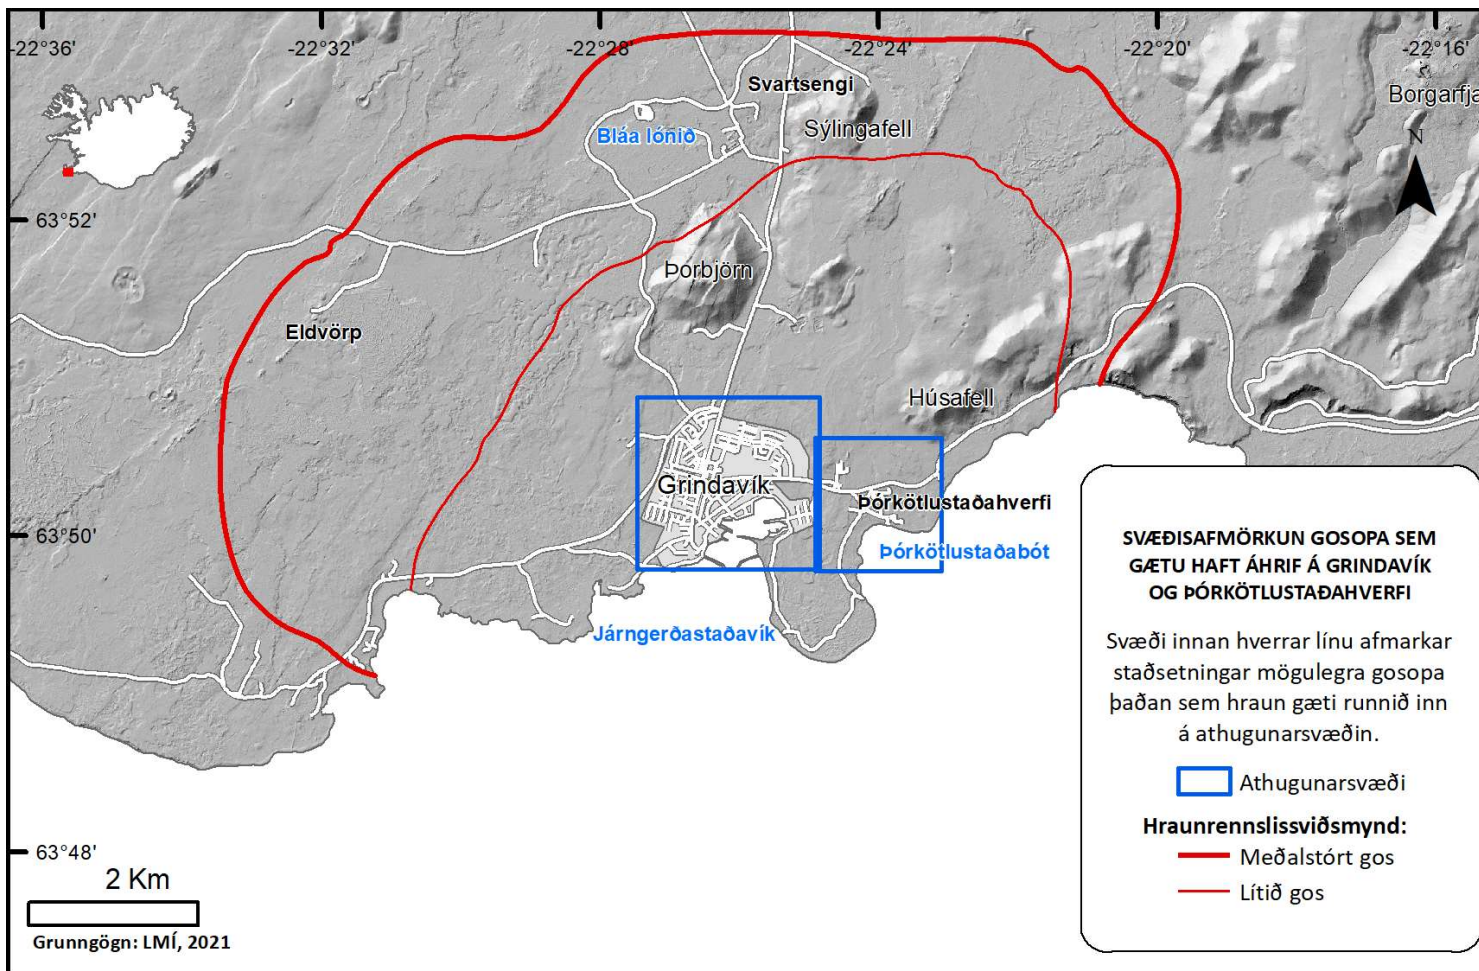 -22°36'
-22°32'
-22°28'
-22°24'
-22°20'
-22°16'
Svartsengi
Borgarfja
Bláa lónið
Sýlingafell
N
63°52'
Þorbjörn
Eldvörp
Húsafell
Grindavík
Þórkötlustaðahverfi
63°50'
Þórkötlustaðabót
Járngerðastaðavík
SVÆÐISAFMÖRKUN GOSOPA SEM
GÆTU HAFT ÁHRIF Á GRINDAVÍK
OG ÞÓRKÖTLUSTAÐAHVERFI
Svæði innan hverrar línu afmarkar
staðsetningar mögulegra gosopa
þaðan sem hraun gæti runnið inn
á athugunarsvæðin.
Athugunarsvæði
Hraunrennslissviðsmynd:
Meðalstórt gos
Lítið gos
63°48'
2 Km
Grunngögn: LMÍ, 2021